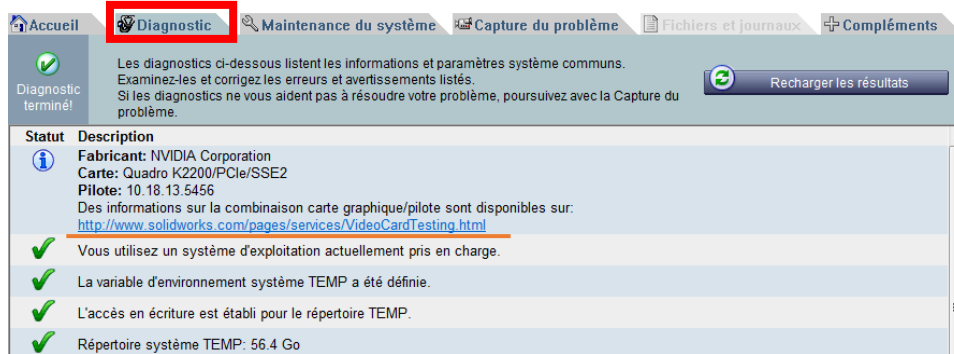 Accueil Diagnostic Maintenance du système Capture du problème Fichiers et journaux Compléments
Diagnostic terminé!
Les diagnostics ci-dessous listent les informations et paramètres système communs.
Examinez-les et corrigez les erreurs et avertissements listés.
Si les diagnostics ne vous aident pas à résoudre votre problème, poursuivez avec la Capture du
problème.
Recharger les résultats
Statut Description
Fabricant: NVIDIA Corporation
Carte: Quadro K2200/PCIe/SSE2
Pilote: 10.18.13.5456
Des informations sur la combinaison carte graphique/pilote sont disponibles sur:
http://www.solidworks.com/pages/services/VideoCardTesting.html
Vous utilisez un système d'exploitation actuellement pris en charge.
La variable d'environnement système TEMP a été définie.
L'accès en écriture est établi pour le répertoire TEMP.
Répertoire système TEMP: 56.4 Go